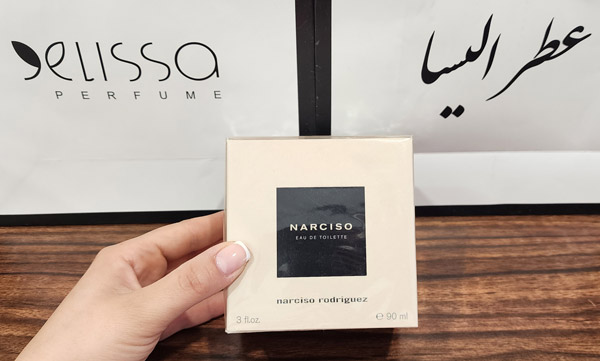 eLissa
PERFUME
عطر الیسا
NARCISO
EAU DE TOILETTE
narciso rodriguez
3 fl.oz. ℮ 90 ml